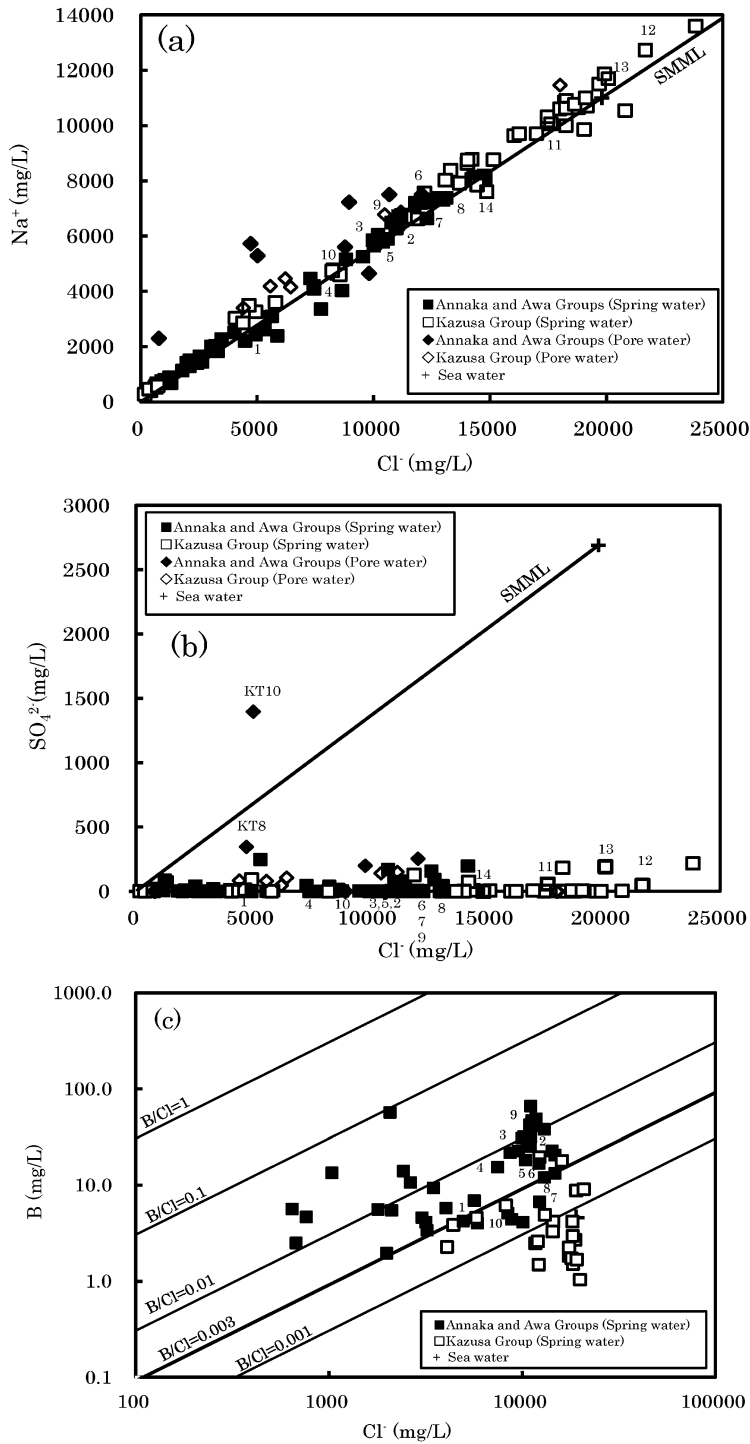 (a)
14000
12000
10000
8000
6000
4000
2000
0
Na+ (mg/L)
12
13
SMML
11
6
9
3
2
7
8
14
5
10
4
1
Annaka and Awa Groups (Spring water)
Kazusa Group (Spring water)
Annaka and Awa Groups (Pore water)
Kazusa Group (Pore water)
+ Sea water
0 5000 10000 15000 20000 25000
Cl- (mg/L)
3000
2500
2000
1500
1000
500
0
SO42-(mg/L)
Annaka and Awa Groups (Spring water)
Kazusa Group (Spring water)
Annaka and Awa Groups (Pore water)
Kazusa Group (Pore water)
+ Sea water
SMML
(b)
KT10
KT8
14 11 13 12
1 4 10 3,5,2 6 8
7
9
0 5000 10000 15000 20000 25000
Cl- (mg/L)
(c)
1000.0
100.0
10.0
1.0
0.1
B (mg/L)
B/Cl=1
B/Cl=0.1
B/Cl=0.01
B/Cl=0.003
B/Cl=0.001
9
3
2
4
5 6
8
7
1
10
Annaka and Awa Groups (Spring water)
Kazusa Group (Spring water)
+ Sea water
100 1000 10000 100000
Cl- (mg/L)